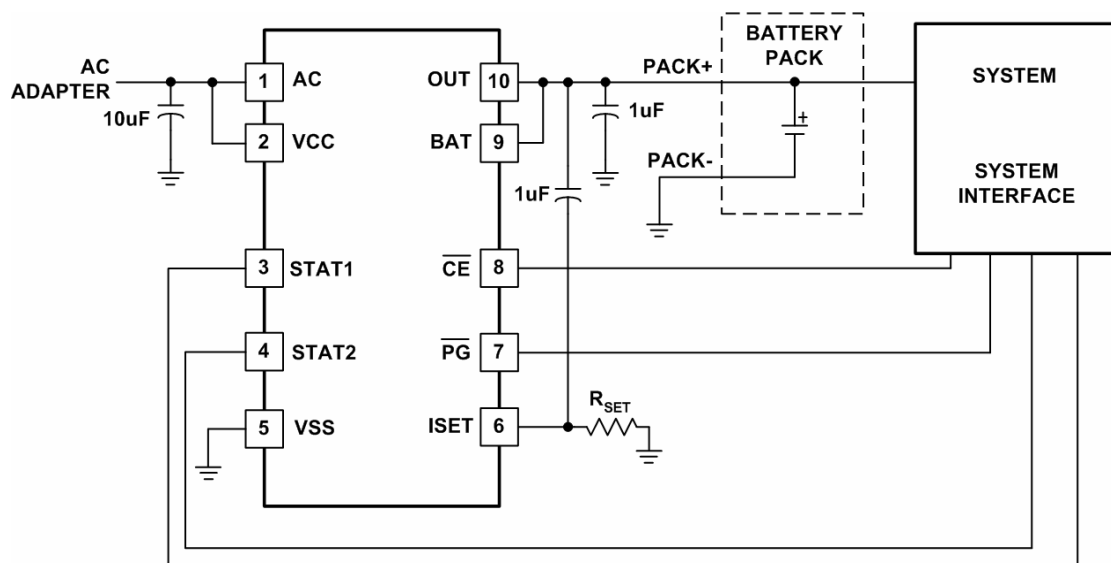 AC
ADAPTER
10uF
1
AC
2
VCC
3
STAT1
4
STAT2
5
VSS
OUT
10
BAT
9
CE
8
PG
7
ISET
6
1uF
1uF
RSET
PACK+
PACK-
BATTERY
PACK
+
SYSTEM
SYSTEM
INTERFACE